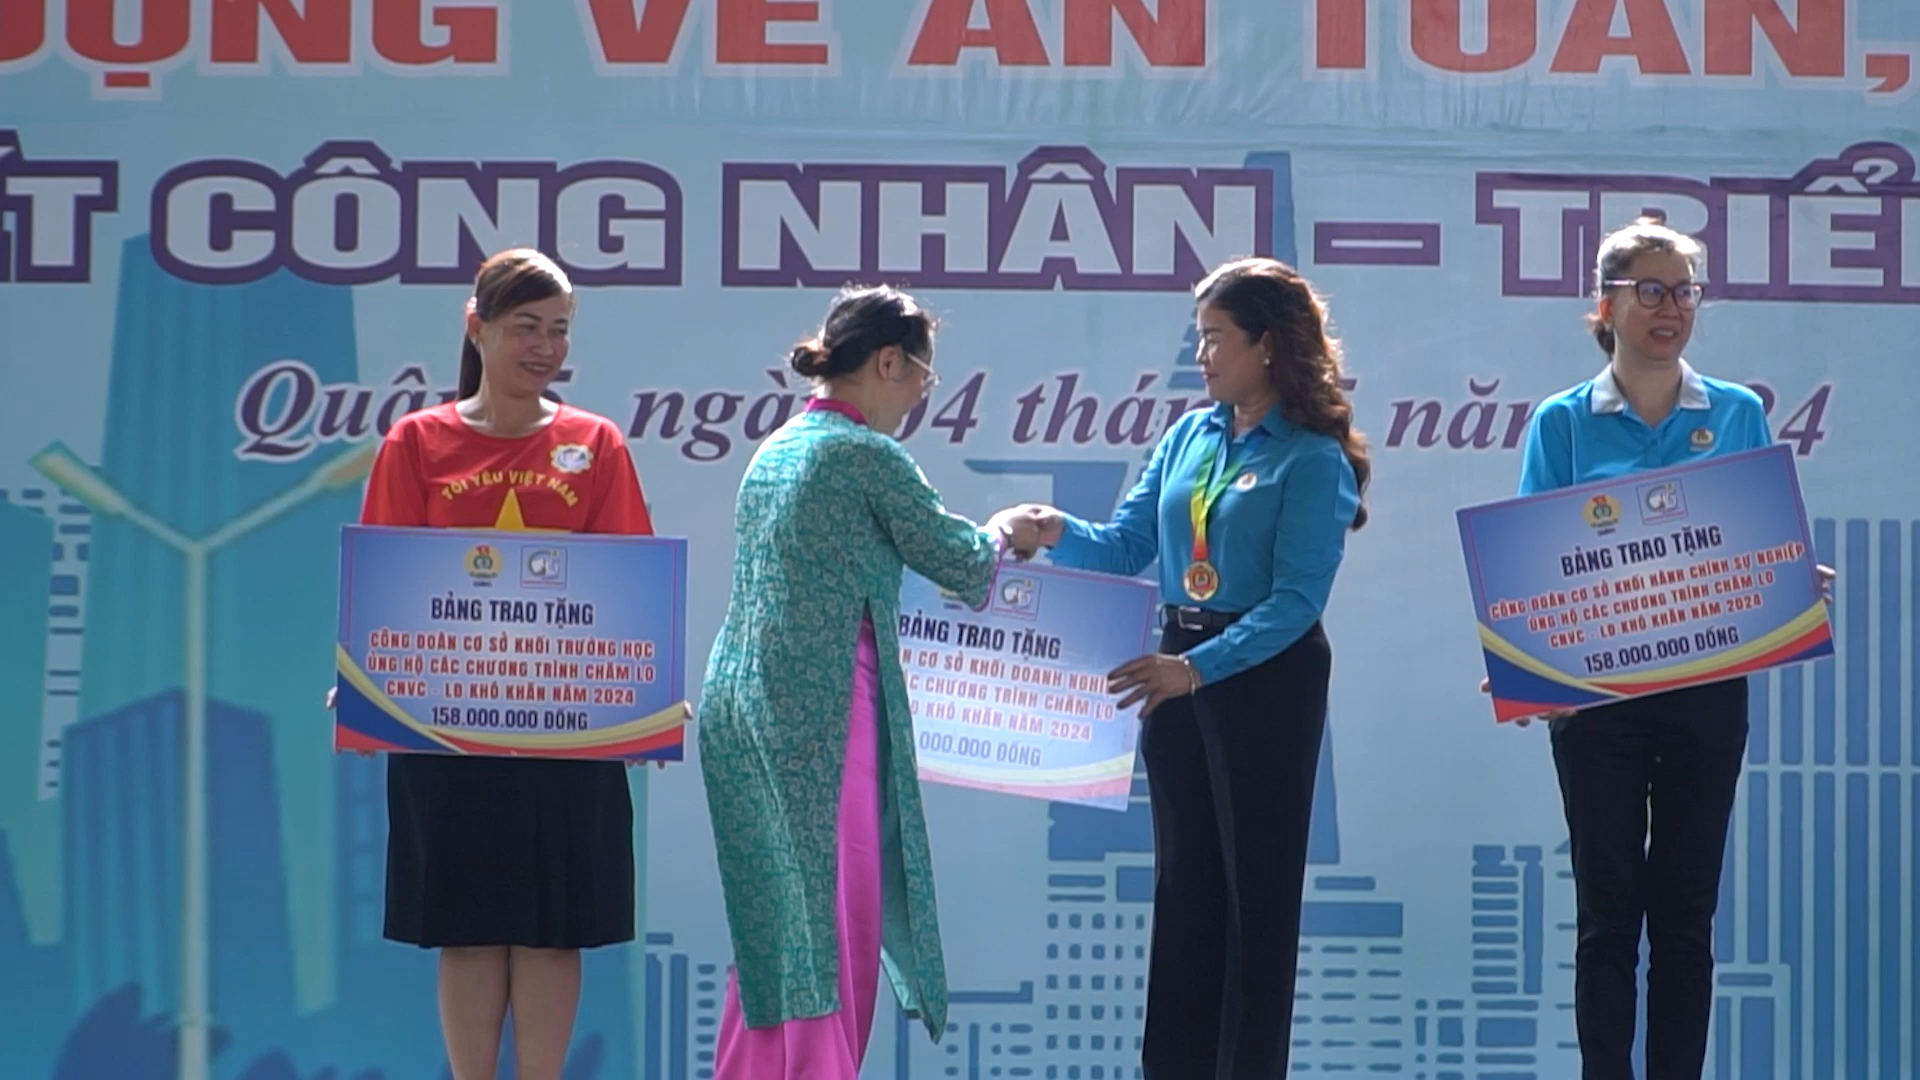 ĐỘNG VỀ AN TOÀN,
CÔNG NHÂN – TRIỂ
ngày 04 thán năm
TÔI YÊU VIỆT NAM
BẢNG TRAO TẶNG
CÔNG ĐOÀN CƠ SỞ KHỐI TRƯỜNG HỌC
ỦNG HỘ CÁC CHƯƠNG TRÌNH CHĂM LO
CNVC - LĐ KHÓ KHĂN NĂM 2024
158.000.000 ĐỒNG
BẢNG TRAO TẶNG
CƠ SỞ KHỐI DOANH NGHIỆP
CHƯƠNG TRÌNH CHĂM LO
LĐ KHÓ KHĂN NĂM 2024
000.000 ĐỒNG
BẢNG TRAO TẶNG
CÔNG ĐOÀN CƠ SỞ KHỐI HÀNH CHÍNH SỰ NGHIỆP
ỦNG HỘ CÁC CHƯƠNG TRÌNH CHĂM LO
CNVC - LĐ KHÓ KHĂN NĂM 2024
158.000.000 ĐỒNG